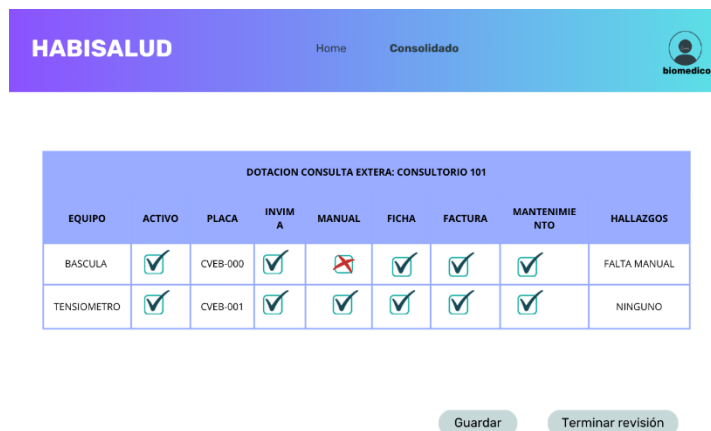 HABISALUD
Home Consolidado
biomedico
DOTACION CONSULTA EXTERA: CONSULTORIO 101
EQUIPO ACTIVO PLACA INVIM
A MANUAL FICHA FACTURA MANTENIMIE
NTO HALLAZGOS
BASCULA CVEB-000 FALTA MANUAL
TENSIOMETRO CVEB-001 NINGUNO
Guardar Terminar revisión